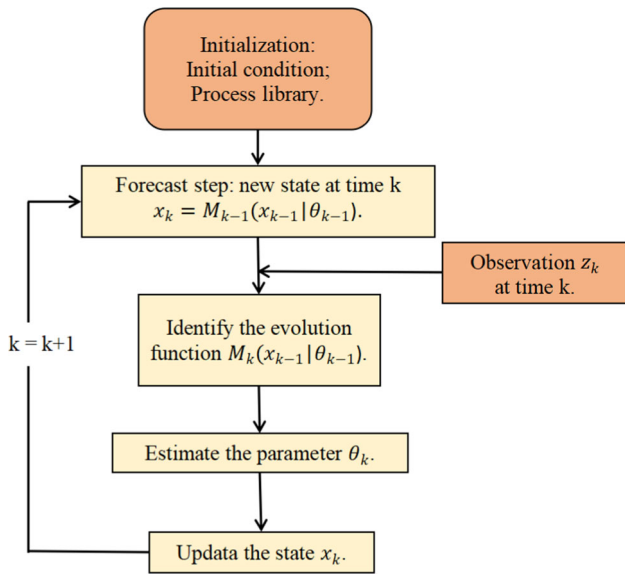 Initialization:
Initial condition;
Process library.
Forecast step: new state at time k
x_k = M_{k-1}(x_{k-1}|θ_{k-1}).
Observation z_k
at time k.
Identify the evolution
function M_k(x_{k-1}|θ_{k-1}).
k = k+1
Estimate the parameter θ_k.
Updata the state x_k.